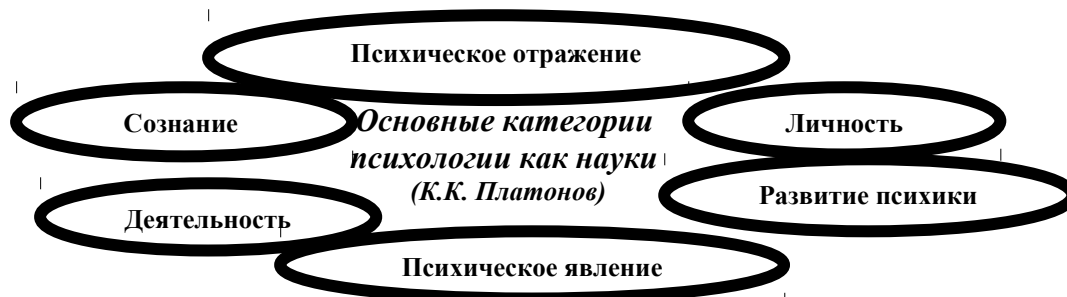 Психическое отражение
Сознание
Основные категории
психологии как науки
(К.К. Платонов)
Личность
Развитие психики
Деятельность
Психическое явление